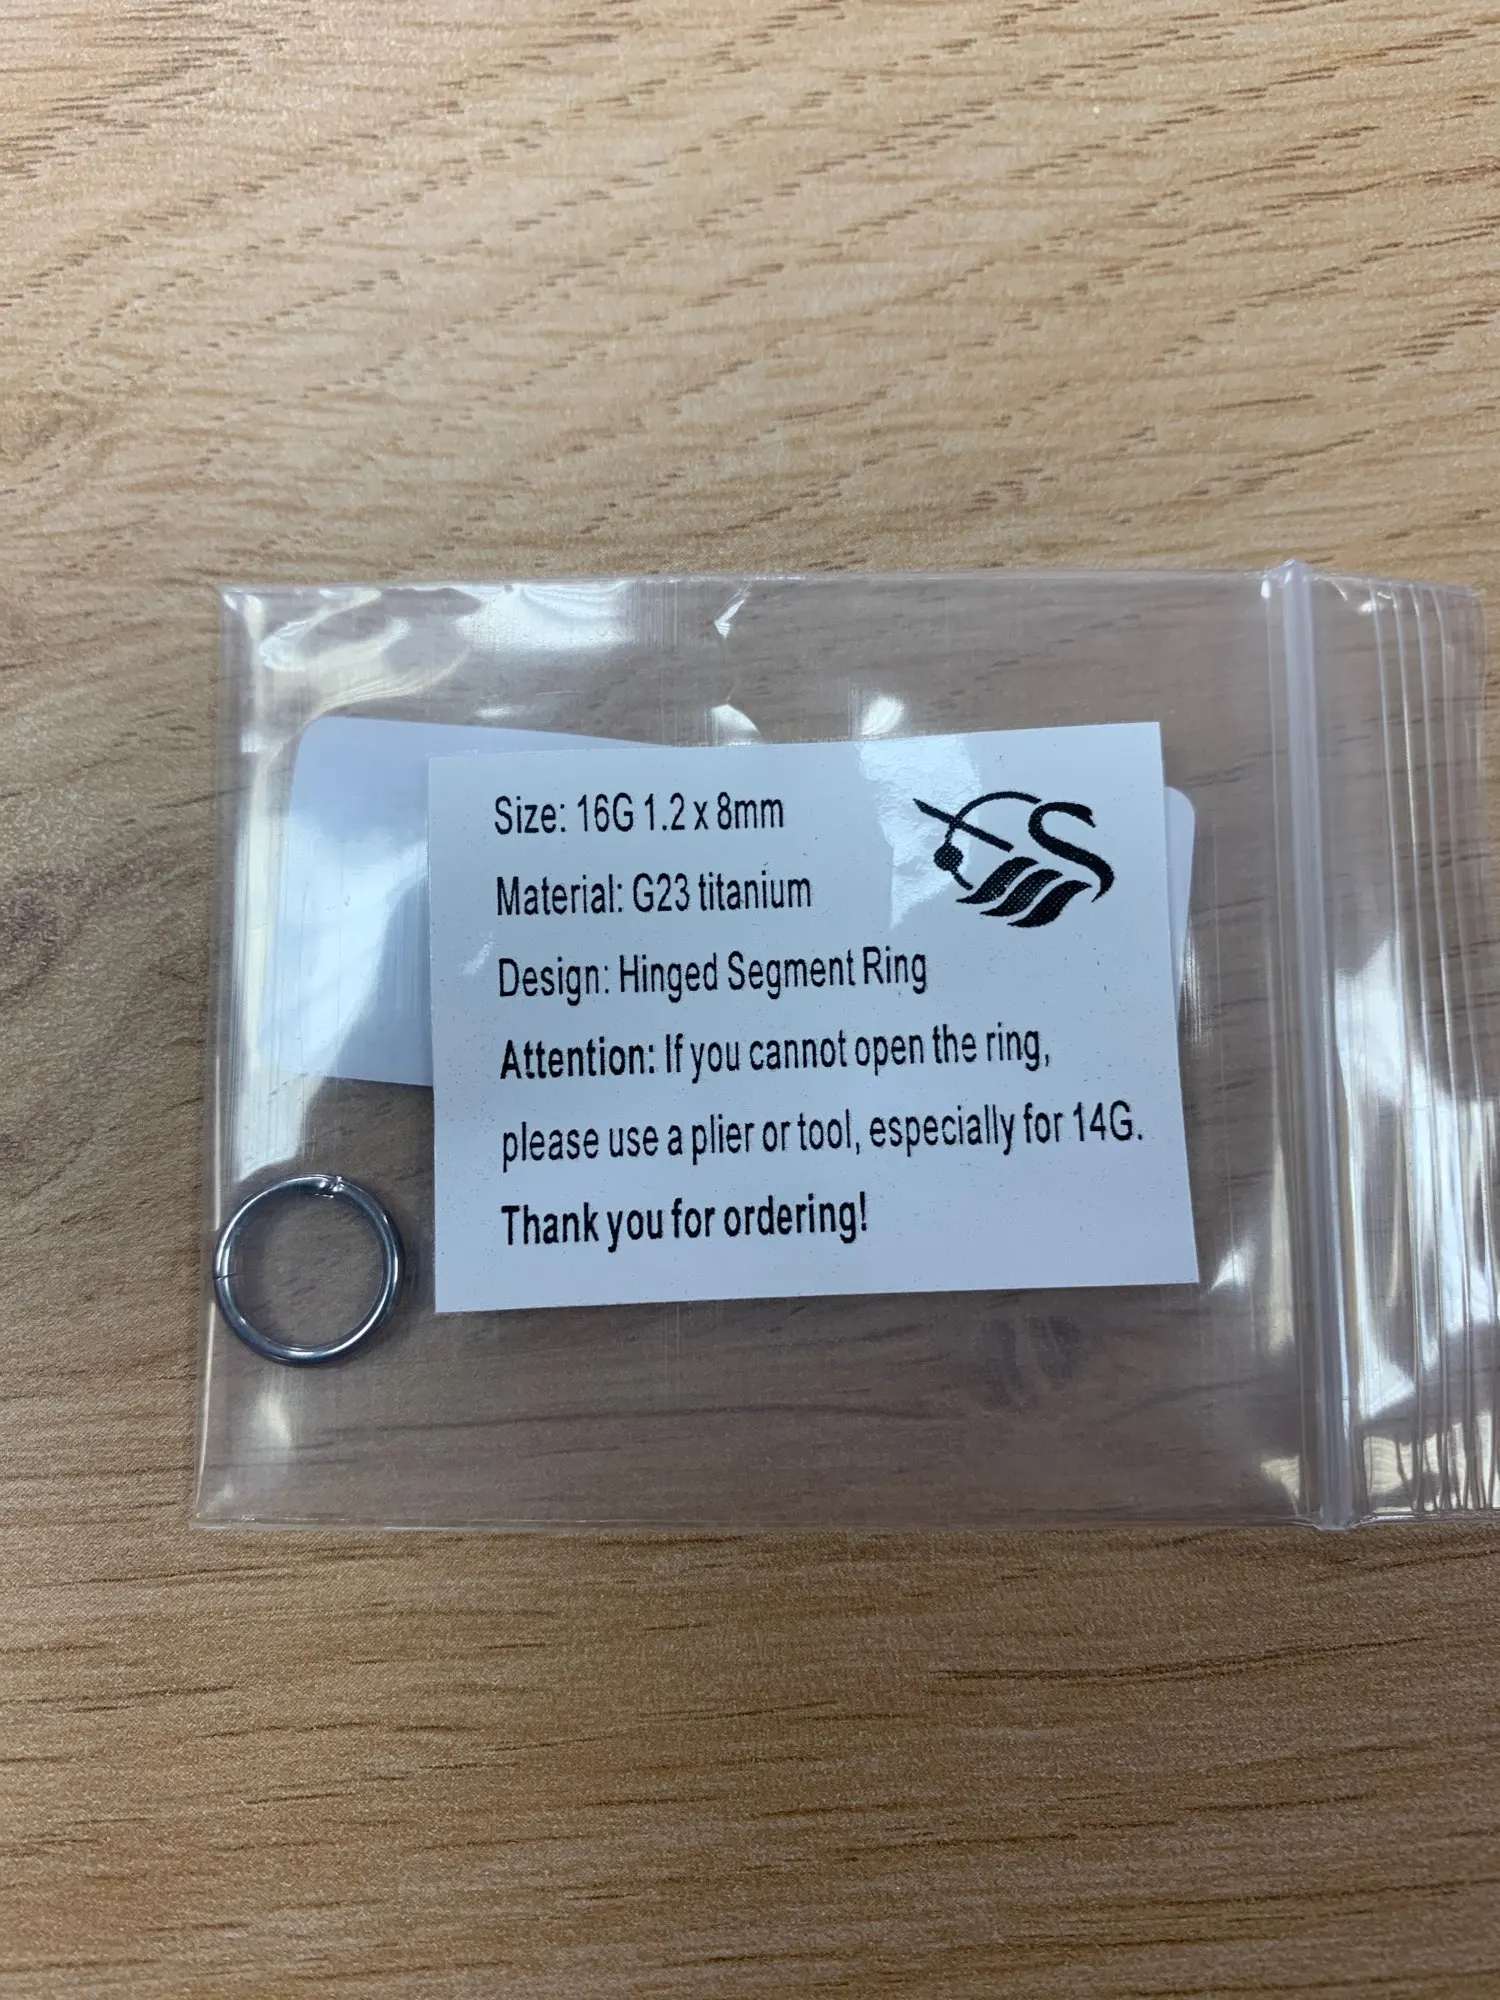 Size: 16G 1.2 x 8mm
Material: G23 titanium
Design: Hinged Segment Ring
Attention: If you cannot open the ring,
please use a plier or tool, especially for 14G.
Thank you for ordering!